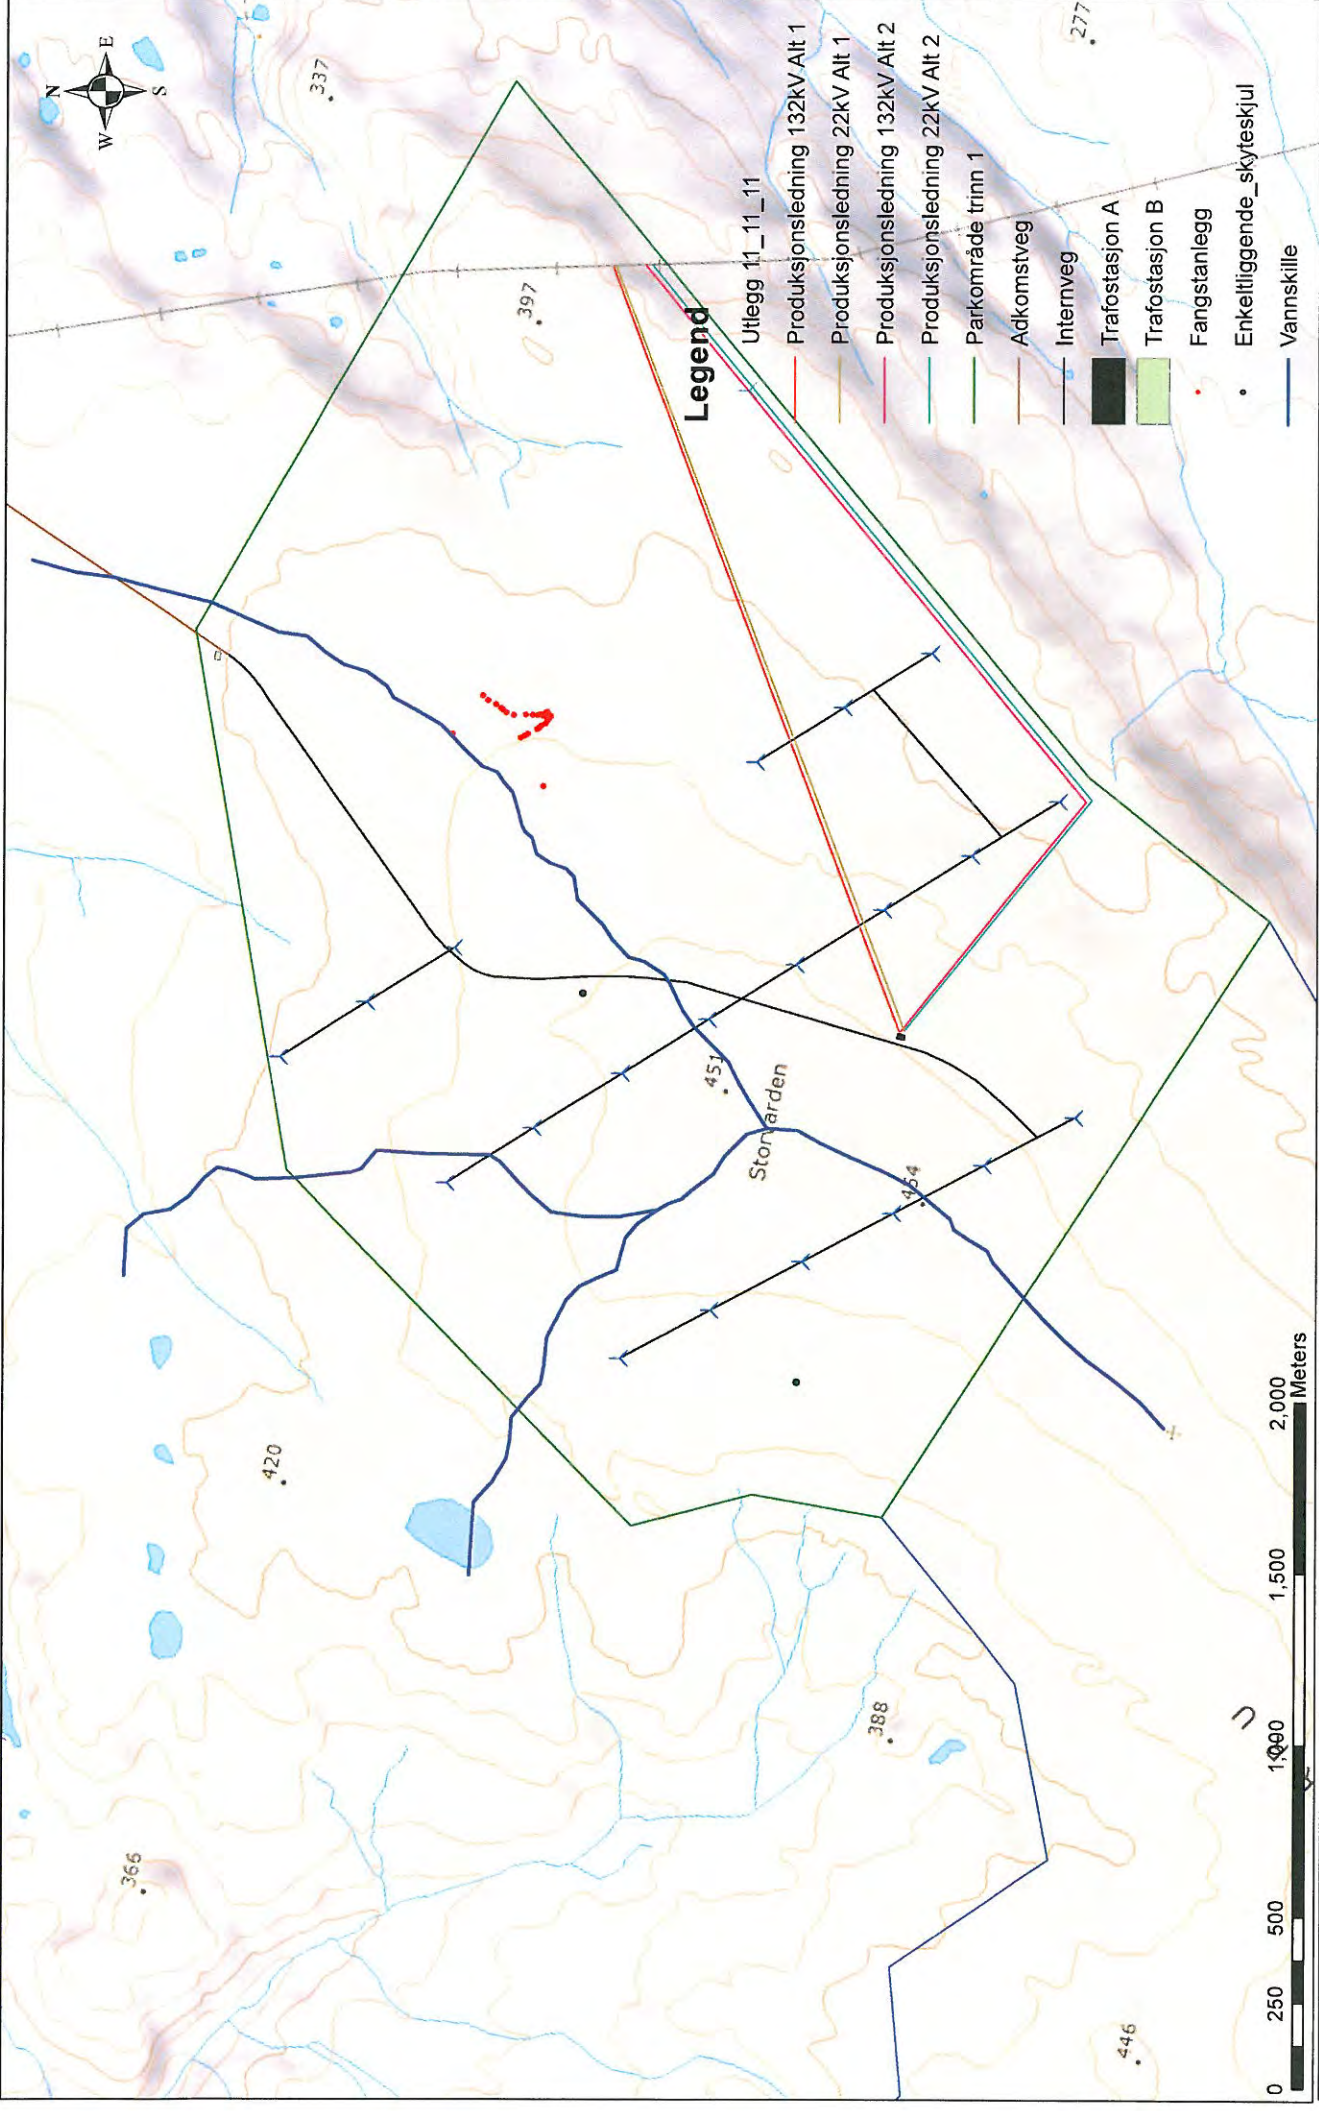 N
W
E
S
337
277
397
Legend
Utlegg 11_11_11
Produksjonsledning 132kV Alt 1
Produksjonsledning 22kV Alt 1
Produksjonsledning 132kV Alt 2
Produksjonsledning 22kV Alt 2
Parkområde trinn 1
Adkomstveg
Internveg
Trafostasjon A
Trafostasjon B
Fangstanlegg
Enkeltliggende_skyteskjul
Vannskille
451
Storvarden
464
420
388
366
446
0 250 500 1,000 1,500 2,000
Meters